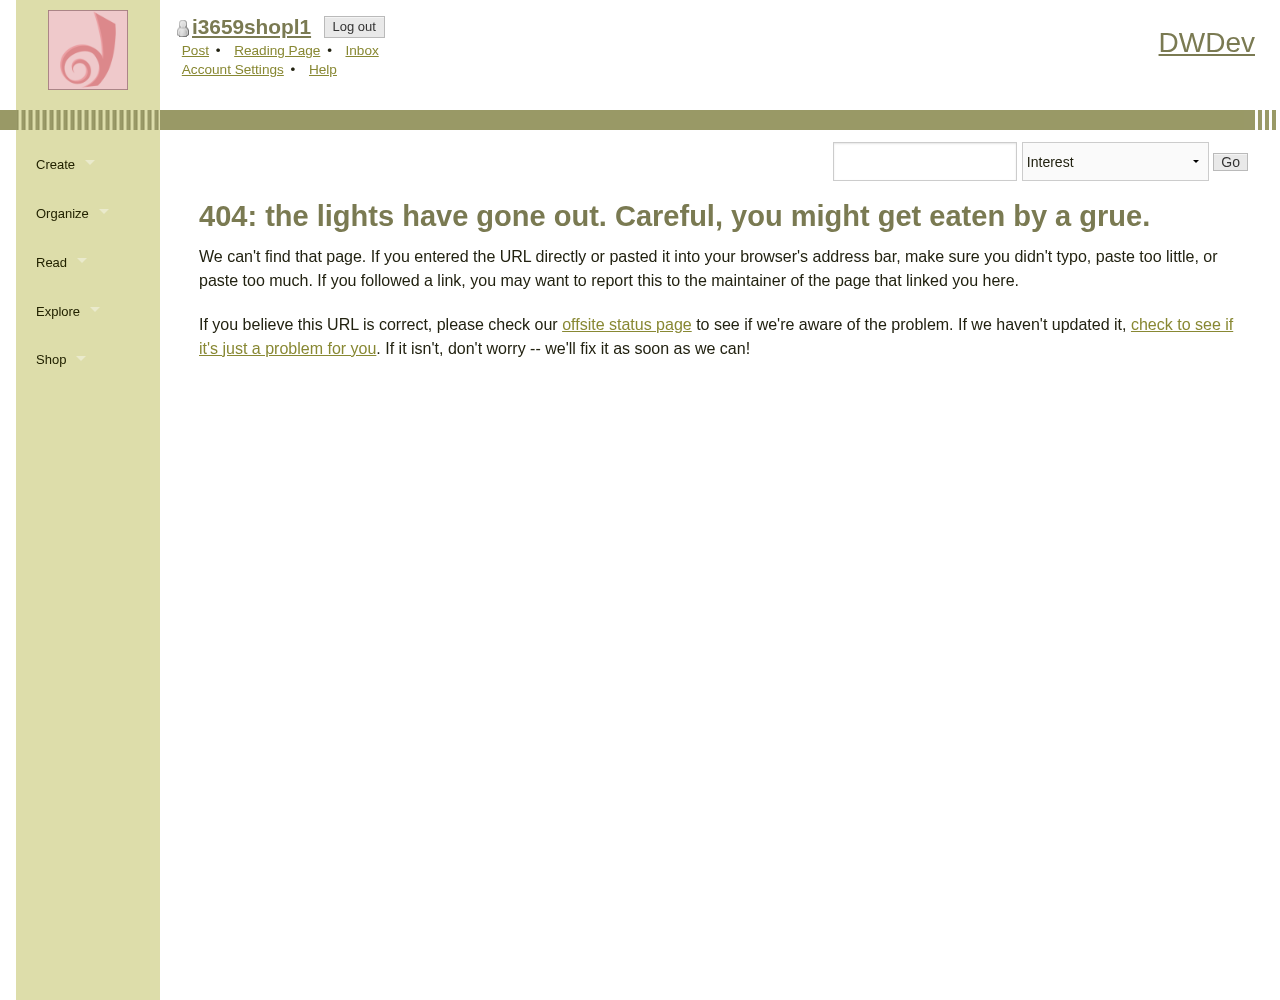 i3659shopl1 Log out
Post • Reading Page • Inbox
Account Settings • Help
DWDev
Create
Organize
Read
Explore
Shop
Interest Go
404: the lights have gone out. Careful, you might get eaten by a grue.
We can't find that page. If you entered the URL directly or pasted it into your browser's address bar, make sure you didn't typo, paste too little, or
paste too much. If you followed a link, you may want to report this to the maintainer of the page that linked you here.
If you believe this URL is correct, please check our offsite status page to see if we're aware of the problem. If we haven't updated it, check to see if
it's just a problem for you. If it isn't, don't worry -- we'll fix it as soon as we can!